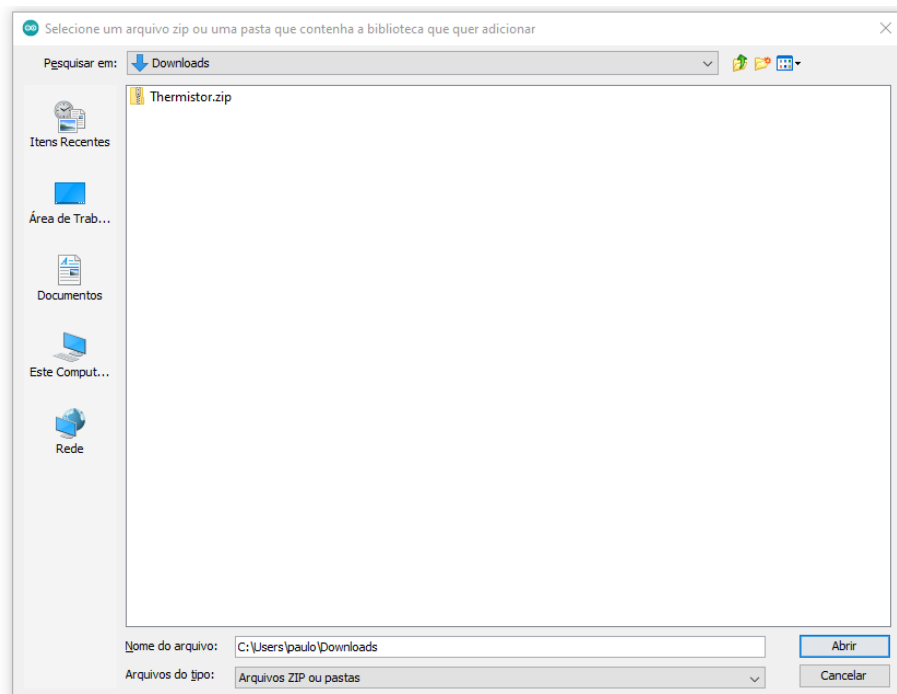 Selecione um arquivo zip ou uma pasta que contenha a biblioteca que quer adicionar
Pesquisar em: Downloads
Thermistor.zip
Itens Recentes
Área de Trab...
Documentos
Este Comput...
Rede
Nome do arquivo: C:\Users\paulo\Downloads Abrir
Arquivos do tipo: Arquivos ZIP ou pastas Cancelar